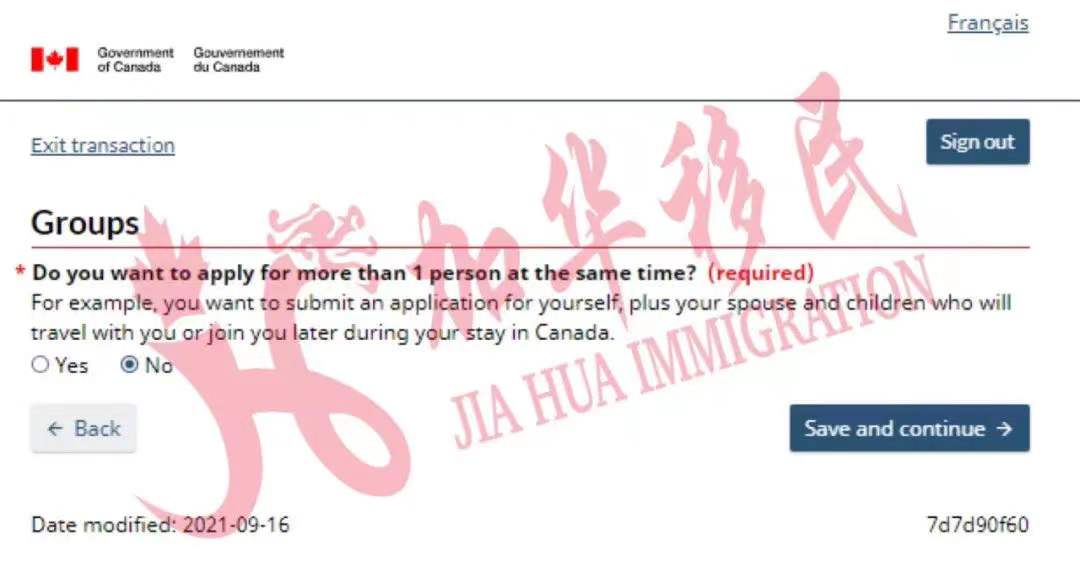 Français
Government of Canada
Gouvernement du Canada
Exit transaction
Sign out
Groups
* Do you want to apply for more than 1 person at the same time? (required)
For example, you want to submit an application for yourself, plus your spouse and children who will
travel with you or join you later during your stay in Canada.
Yes No
← Back
Save and continue →
Date modified: 2021-09-16
7d7d90f60
加华移民
JIA HUA IMMIGRATION